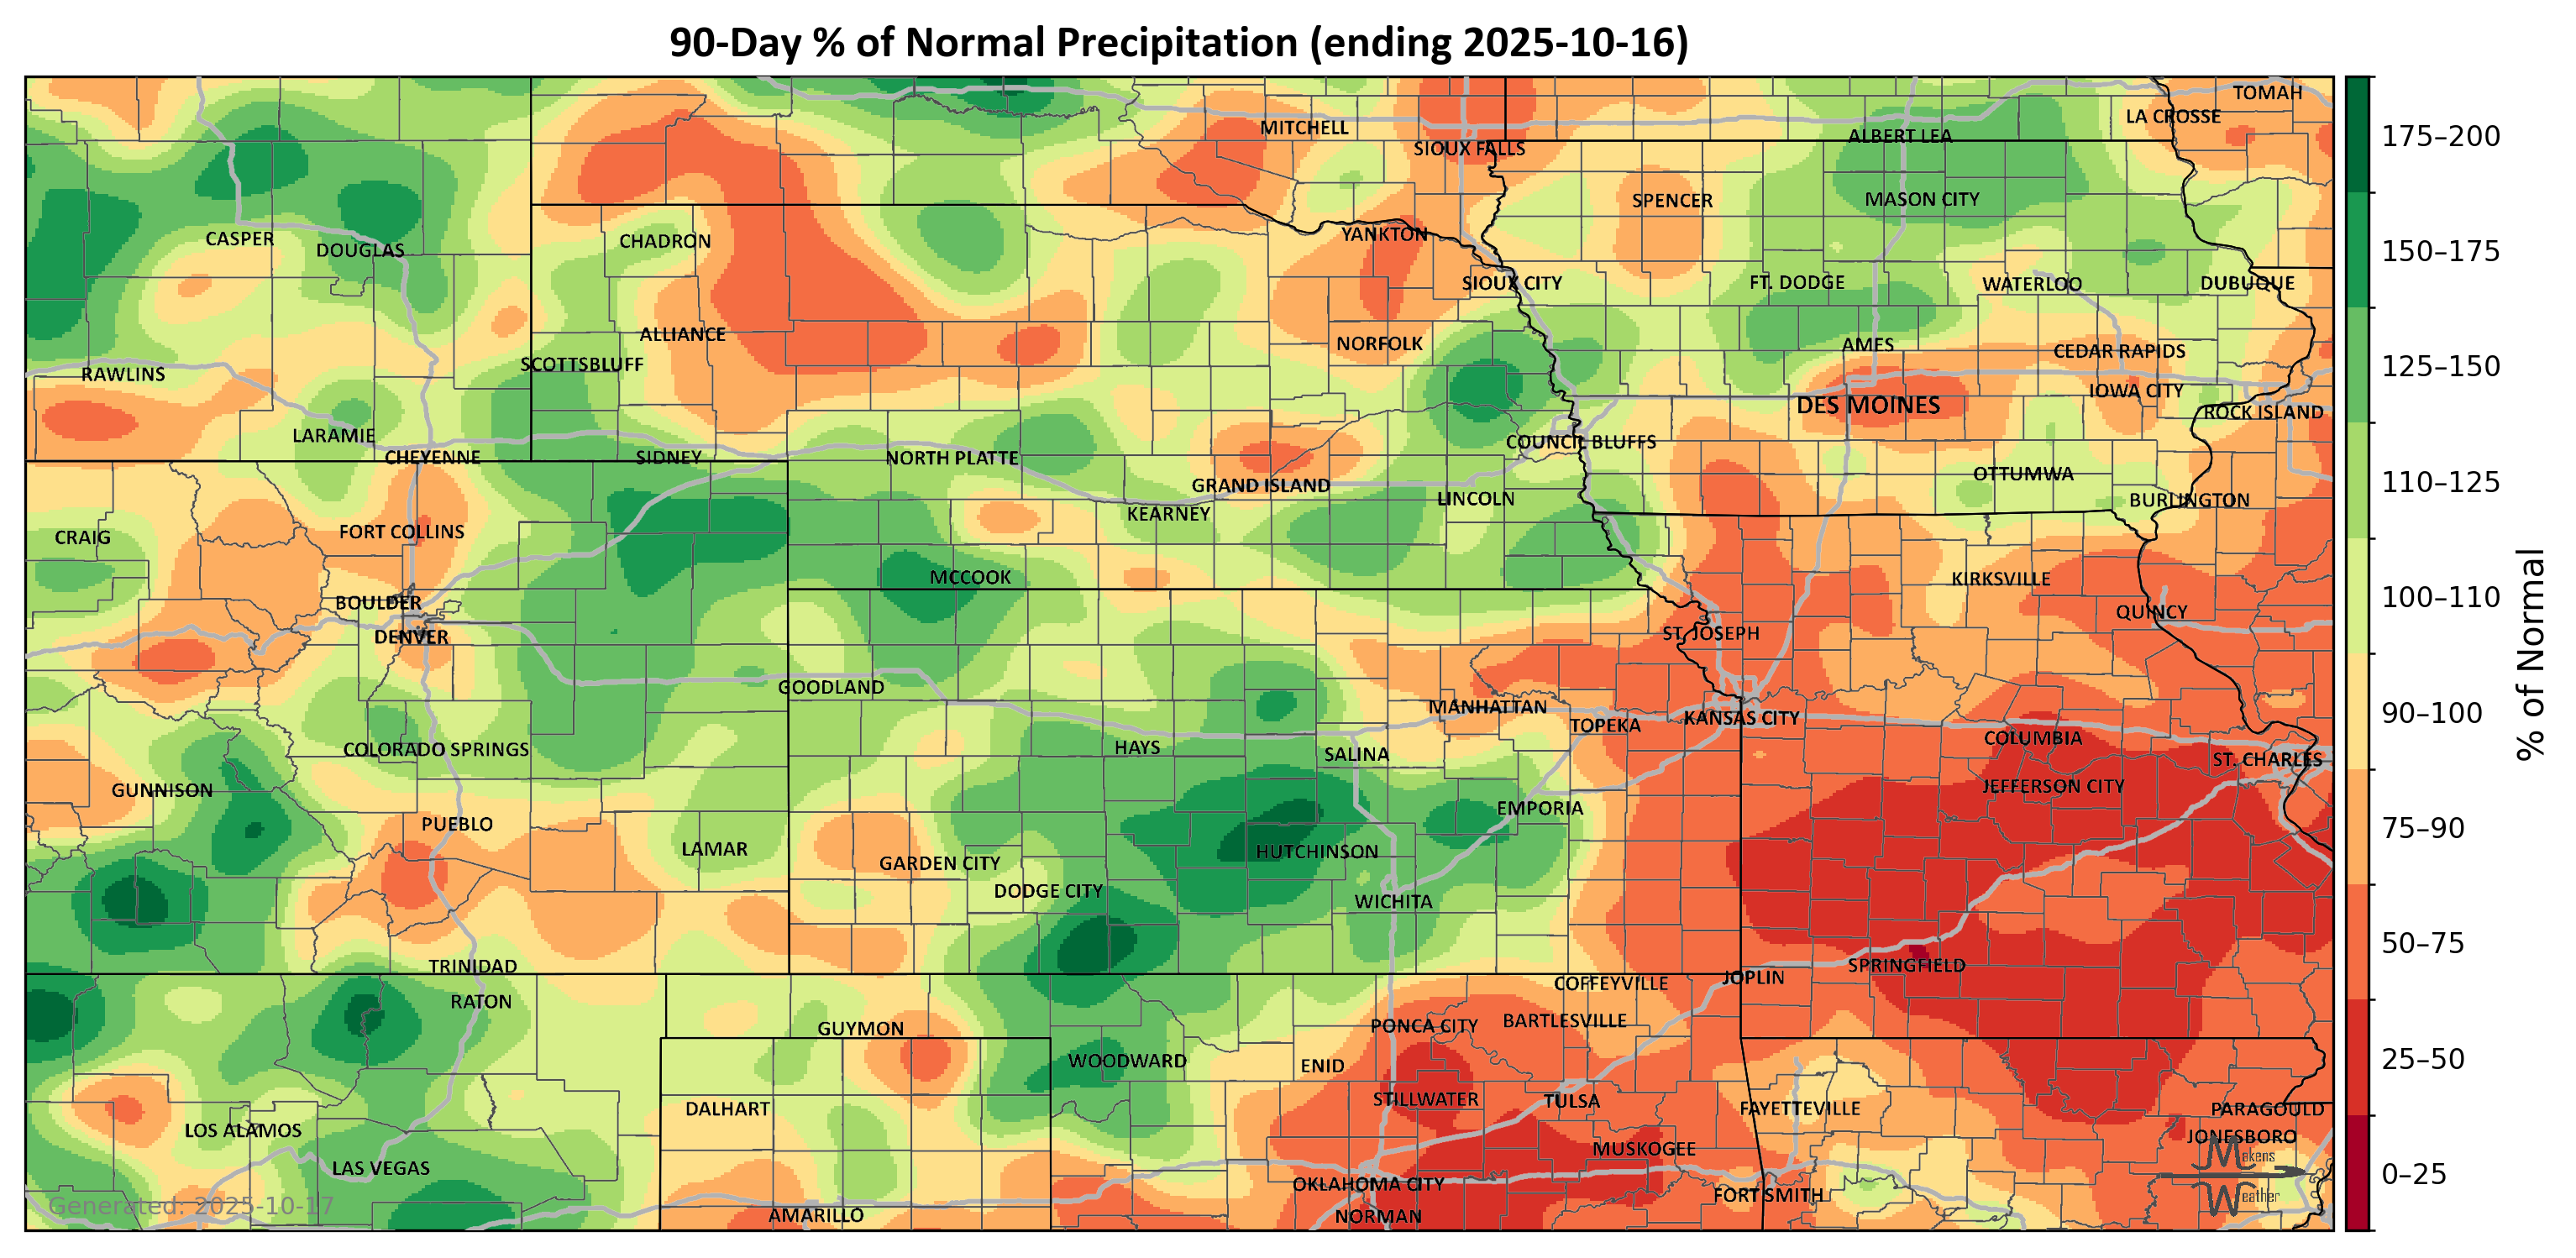 90-Day % of Normal Precipitation (ending 2025-10-16)
TOMAH
LA CROSSE
MITCHELL
ALBERT LEA
SIOUX FALLS
SPENCER
MASON CITY
CASPER
DOUGLAS
CHADRON
YANKTON
SIOUX CITY
FT. DODGE
WATERLOO
DUBUQUE
ALLIANCE
NORFOLK
AMES
CEDAR RAPIDS
SCOTTSBLUFF
RAWLINS
IOWA CITY
DES MOINES
ROCK ISLAND
LARAMIE
COUNCIL BLUFFS
CHEYENNE
SIDNEY
NORTH PLATTE
OTTUMWA
GRAND ISLAND
LINCOLN
BURLINGTON
KEARNEY
FORT COLLINS
CRAIG
MCCOOK
KIRKSVILLE
BOULDER
QUINCY
DENVER
ST. JOSEPH
GOODLAND
MANHATTAN
TOPEKA
KANSAS CITY
COLUMBIA
COLORADO SPRINGS
HAYS
SALINA
ST. CHARLES
GUNNISON
JEFFERSON CITY
EMPORIA
PUEBLO
LAMAR
HUTCHINSON
GARDEN CITY
DODGE CITY
WICHITA
TRINIDAD
SPRINGFIELD
JOPLIN
COFFEYVILLE
RATON
GUYMON
PONCA CITY
BARTLESVILLE
WOODWARD
ENID
STILLWATER
TULSA
DALHART
FAYETTEVILLE
PARAGOULD
LOS ALAMOS
JONESBORO
MUSKOGEE
LAS VEGAS
OKLAHOMA CITY
FORT SMITH
AMARILLO
NORMAN
Generated: 2025-10-17
Makens
Weather
175–200
150–175
125–150
110–125
100–110
90–100
75–90
50–75
25–50
0–25
% of Normal